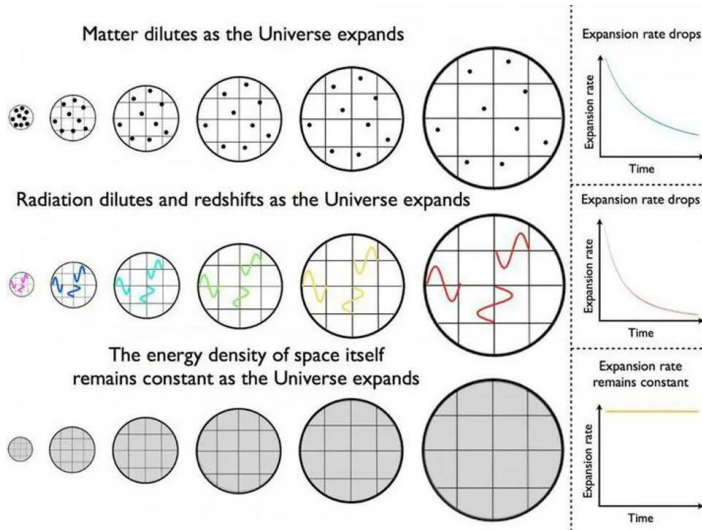 Matter dilutes as the Universe expands
Expansion rate drops
Expansion rate
Time
Radiation dilutes and redshifts as the Universe expands
Expansion rate drops
Expansion rate
Time
The energy density of space itself
remains constant as the Universe expands
Expansion rate
remains constant
Expansion rate
Time